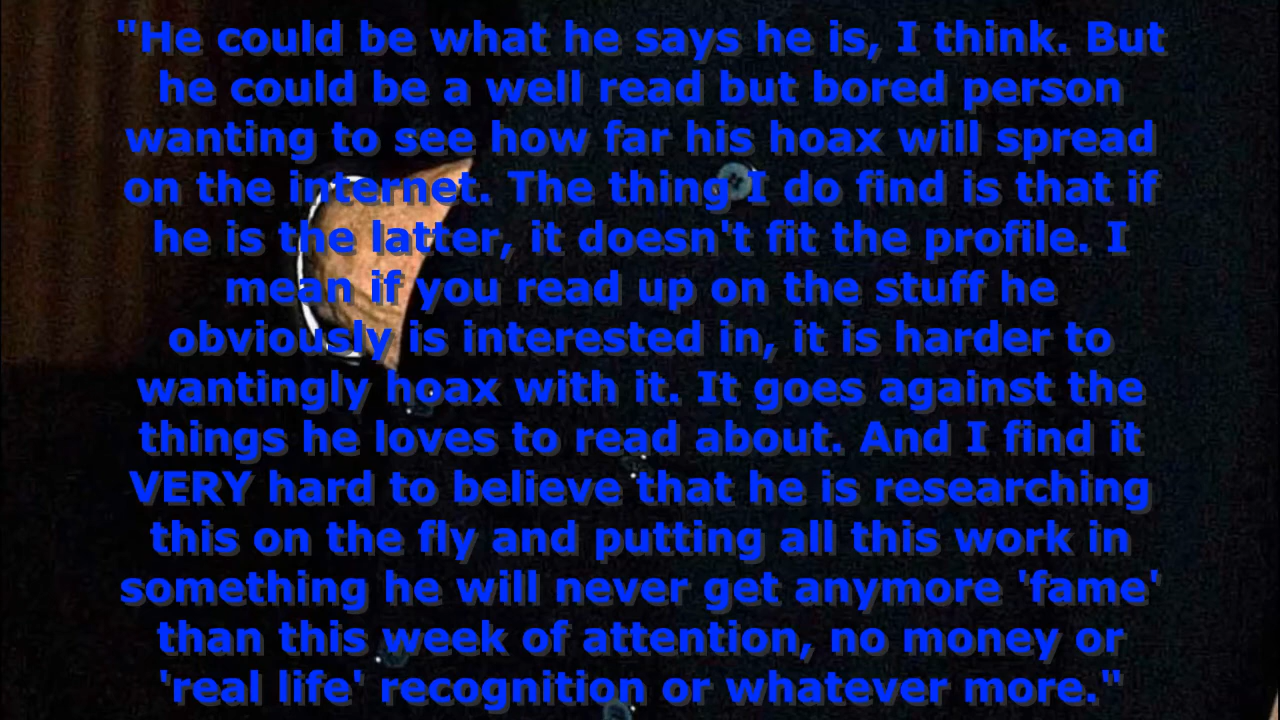 "He could be what he says he is, I think. But
he could be a well read but bored person
wanting to see how far his hoax will spread
on the internet. The thing I do find is that if
he is the latter, it doesn't fit the profile. I
mean if you read up on the stuff he
obviously is interested in, it is harder to
wantingly hoax with it. It goes against the
things he loves to read about. And I find it
VERY hard to believe that he is researching
this on the fly and putting all this work in
something he will never get anymore 'fame'
than this week of attention, no money or
'real life' recognition or whatever more."